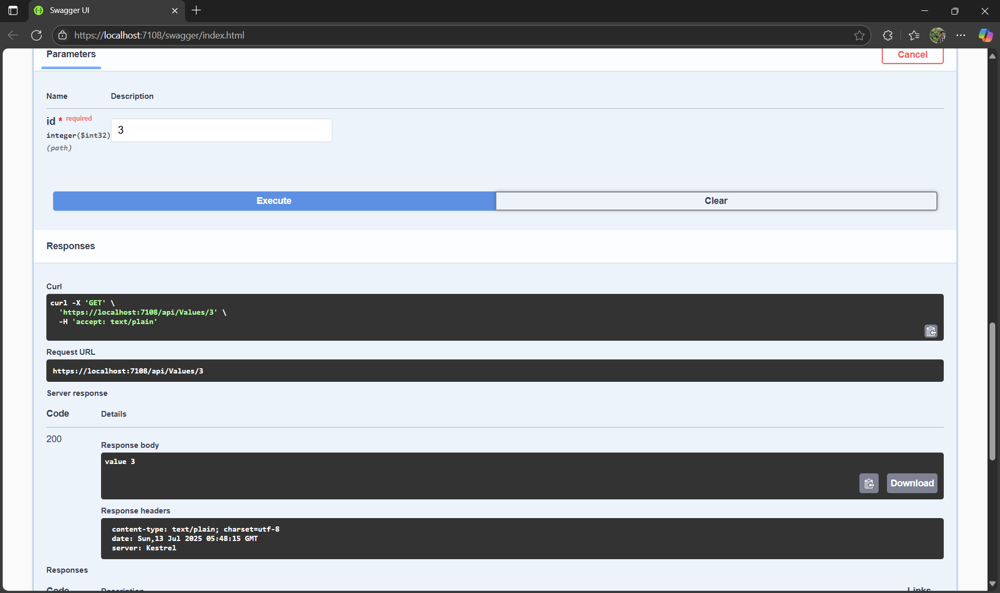 Swagger UI
https://localhost:7108/swagger/index.html
Parameters
Cancel
Name Description
id * required
integer($int32)
(path)
3
Execute
Clear
Responses
Curl
curl -X 'GET' \
'https://localhost:7108/api/Values/3' \
-H 'accept: text/plain'
Request URL
https://localhost:7108/api/Values/3
Server response
Code Details
200
Response body
value 3
Download
Response headers
content-type: text/plain; charset=utf-8
date: Sun,13 Jul 2025 05:48:15 GMT
server: Kestrel
Responses
Code Description Links